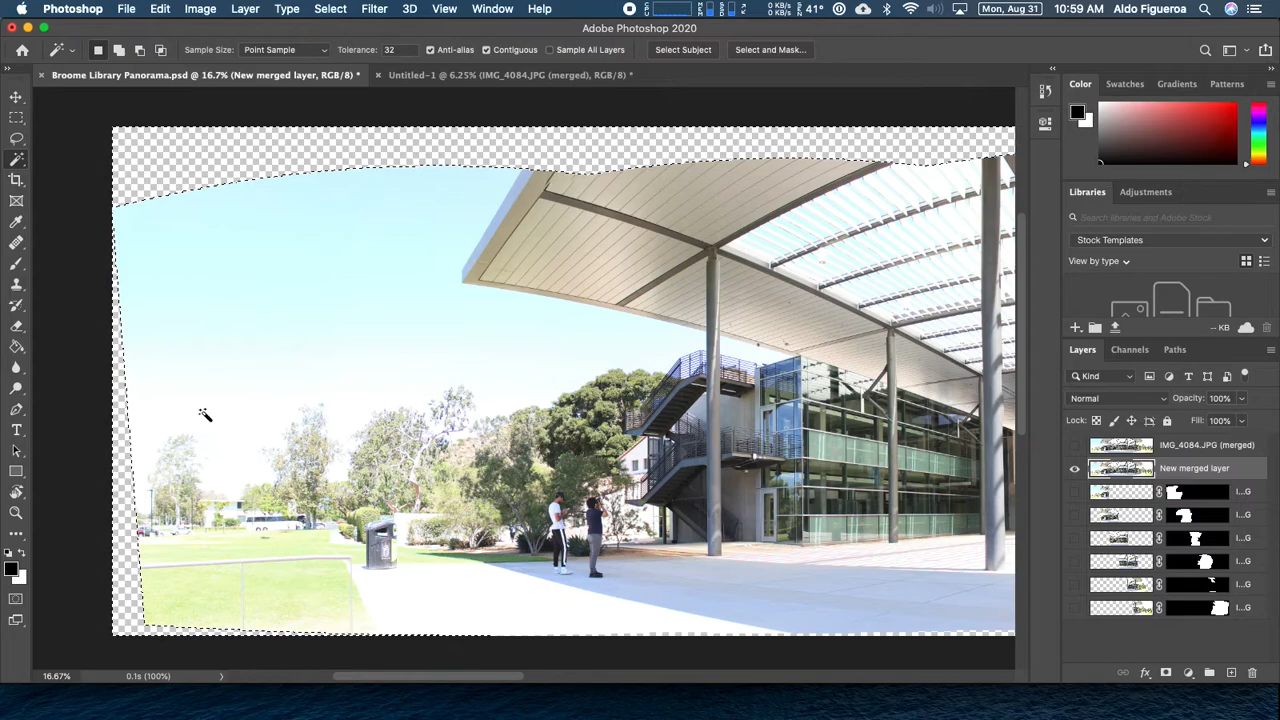 Photoshop File Edit Image Layer Type Select Filter 3D View Window Help 0 KB/s 0 KB/s 41° Mon, Aug 31 10:59 AM Aldo Figueroa
Adobe Photoshop 2020
Sample Size: Point Sample Tolerance: 32 Anti-alias Contiguous Sample All Layers Select Subject Select and Mask...
Broome Library Panorama.psd @ 16.7% (New merged layer, RGB/8) * Untitled-1 @ 6.25% (IMG_4084.JPG (merged), RGB/8) *
Color Swatches Gradients Patterns
Libraries Adjustments
Search libraries and Adobe Stock
Stock Templates
View by type
-- KB
Layers Channels Paths
Kind
Normal Opacity: 100%
Lock: Fill: 100%
IMG_4084.JPG (merged)
New merged layer
I...G
I...G
I...G
I...G
I...G
I...G
16.67% 0.1s (100%)